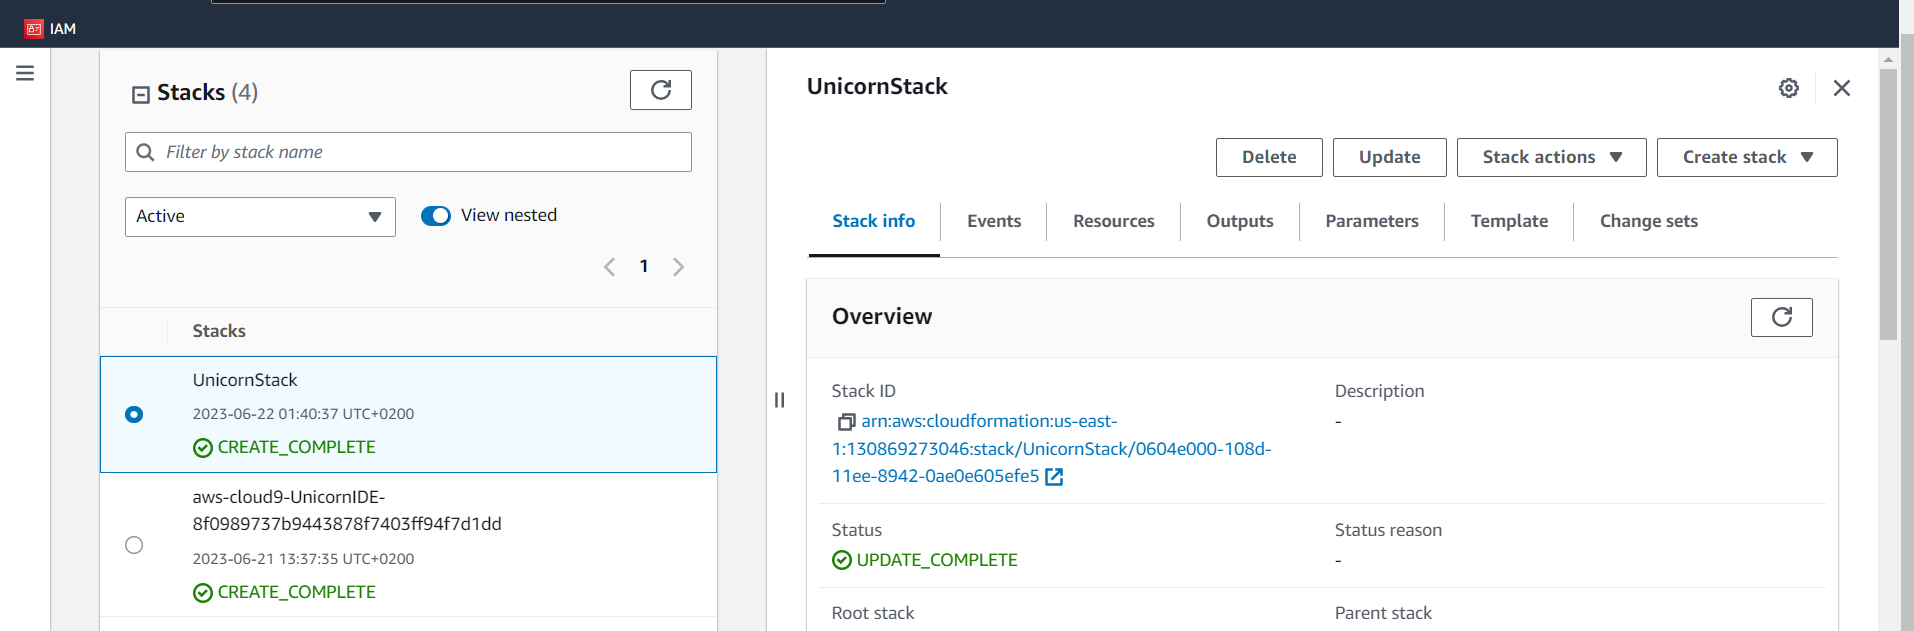 IAM
Stacks (4)
Filter by stack name
Active
View nested
1
Stacks
UnicornStack
2023-06-22 01:40:37 UTC+0200
CREATE_COMPLETE
aws-cloud9-UnicornIDE-
8f0989737b9443878f7403ff94f7d1dd
2023-06-21 13:37:35 UTC+0200
CREATE_COMPLETE
UnicornStack
Delete
Update
Stack actions
Create stack
Stack info
Events
Resources
Outputs
Parameters
Template
Change sets
Overview
Stack ID
arn:aws:cloudformation:us-east-
1:130869273046:stack/UnicornStack/0604e000-108d-
11ee-8942-0ae0e605efe5
Description
-
Status
UPDATE_COMPLETE
Status reason
-
Root stack
Parent stack